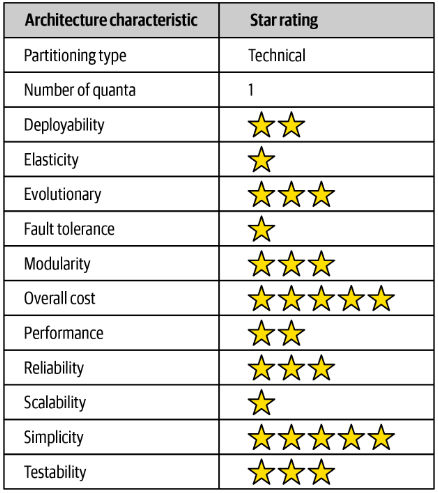 Architecture characteristic Star rating
Partitioning type Technical
Number of quanta 1
Deployability
Elasticity
Evolutionary
Fault tolerance
Modularity
Overall cost
Performance
Reliability
Scalability
Simplicity
Testability